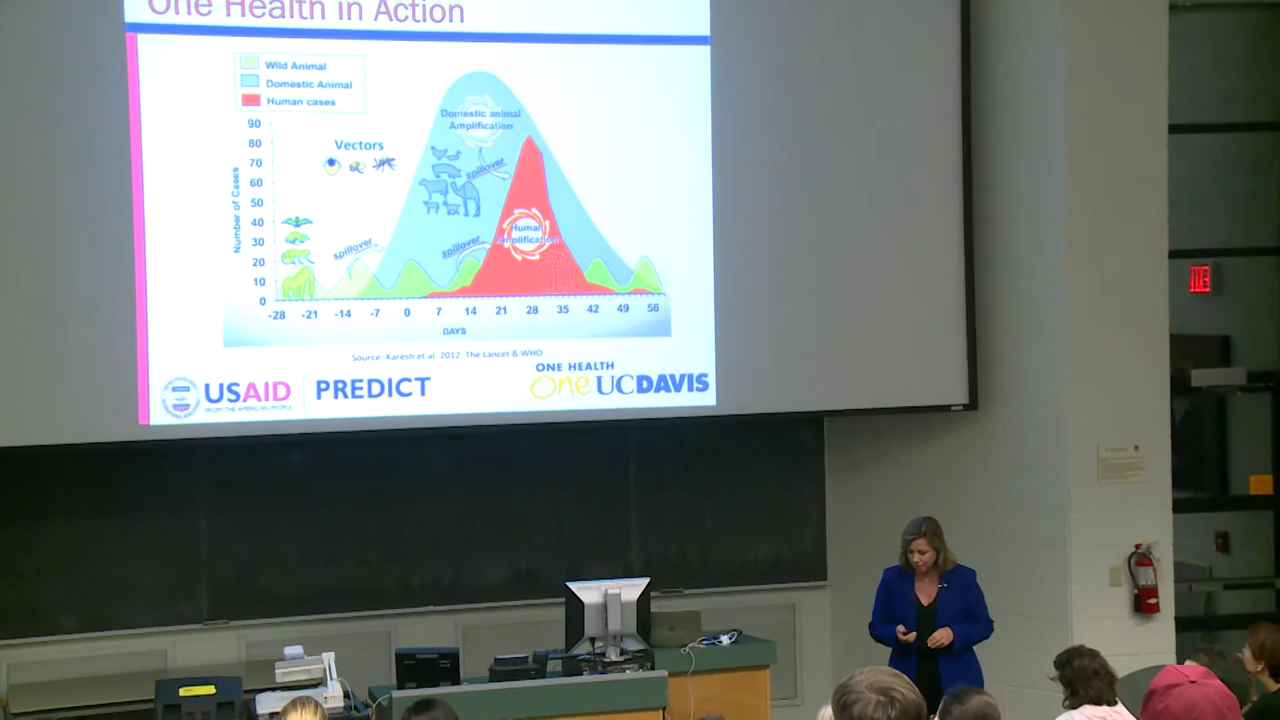 One Health in Action
Wild Animal
Domestic Animal
Human cases
Domestic animal
Amplification
Vectors
spillover
spillover
spillover
Human
Amplification
Number of Cases
90
80
70
60
50
40
30
20
10
0
-28 -21 -14 -7 0 7 14 21 28 35 42 49 56
DAYS
Source: Karesh et al. 2012. The Lancet & WHO
USAID
FROM THE AMERICAN PEOPLE
PREDICT
ONE HEALTH
One UCDAVIS